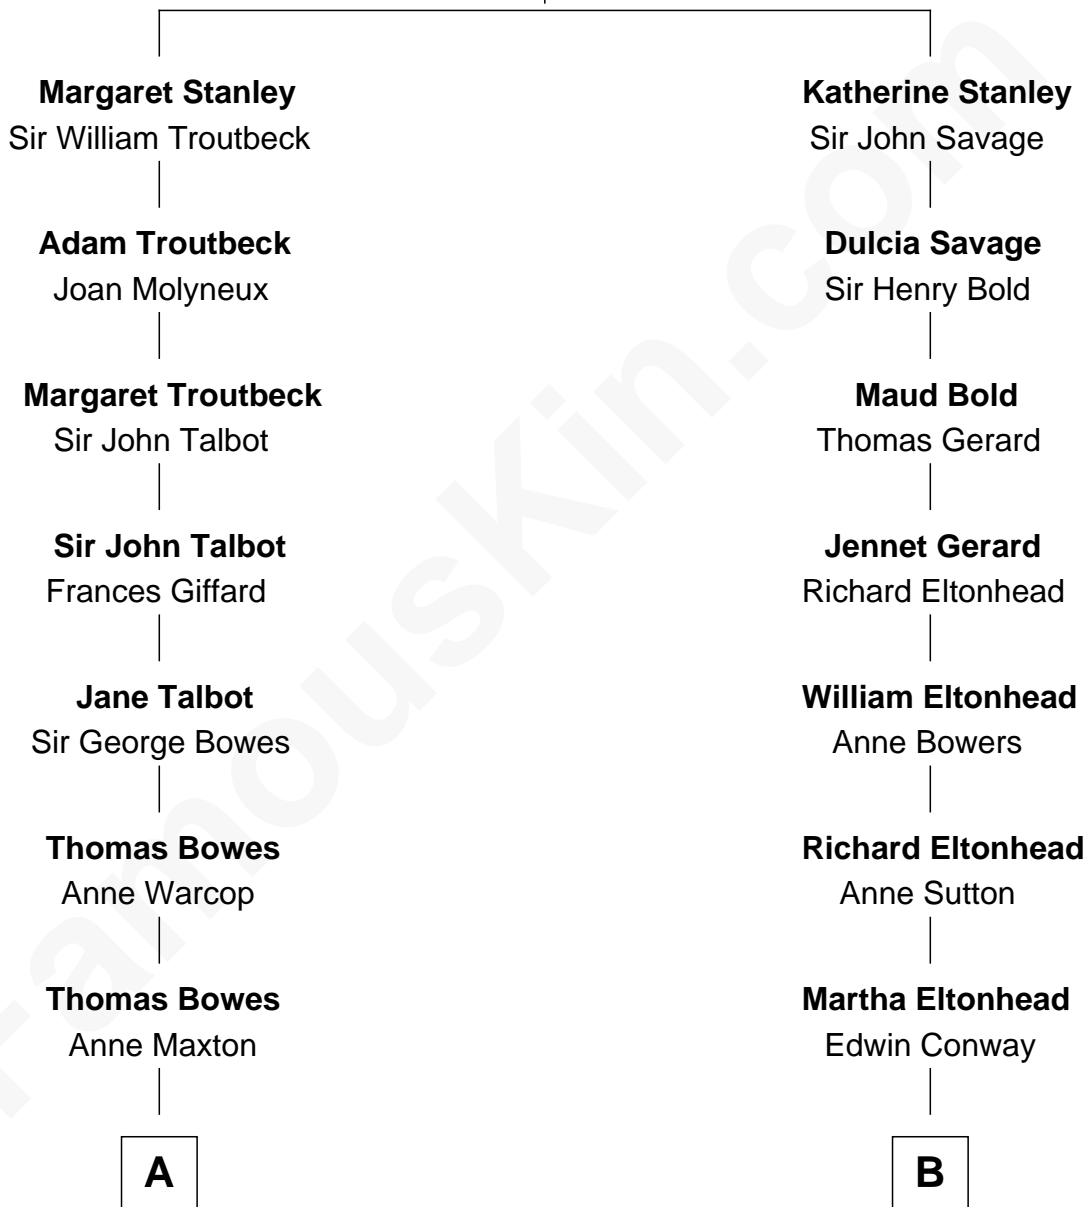 Margaret Stanley
Sir William Troutbeck
Adam Troutbeck
Joan Molyneux
Margaret Troutbeck
Sir John Talbot
Sir John Talbot
Frances Giffard
Jane Talbot
Sir George Bowes
Thomas Bowes
Anne Warcop
Thomas Bowes
Anne Maxton
A
Katherine Stanley
Sir John Savage
Dulcia Savage
Sir Henry Bold
Maud Bold
Thomas Gerard
Jennet Gerard
Richard Eltonhead
William Eltonhead
Anne Bowers
Richard Eltonhead
Anne Sutton
Martha Eltonhead
Edwin Conway
B
FamousKin.com